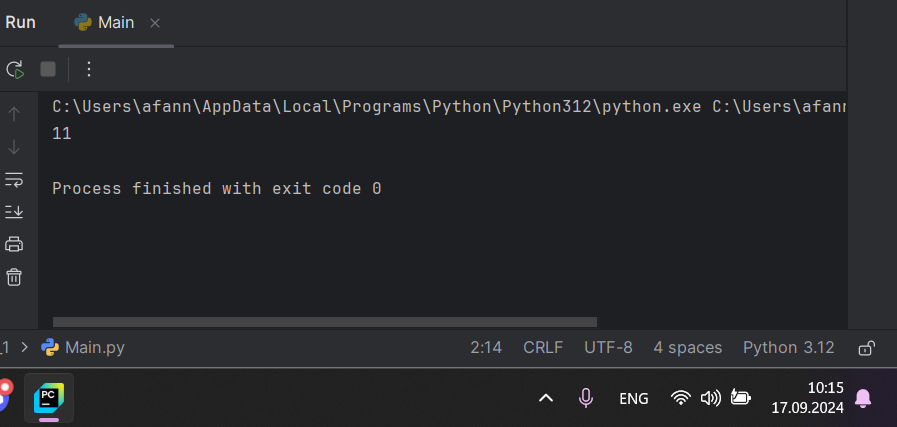 Run Main
C:\Users\afann\AppData\Local\Programs\Python\Python312\python.exe C:\Users\afann
11
Process finished with exit code 0
_1 > Main.py 2:14 CRLF UTF-8 4 spaces Python 3.12
PC
ENG
10:15
17.09.2024